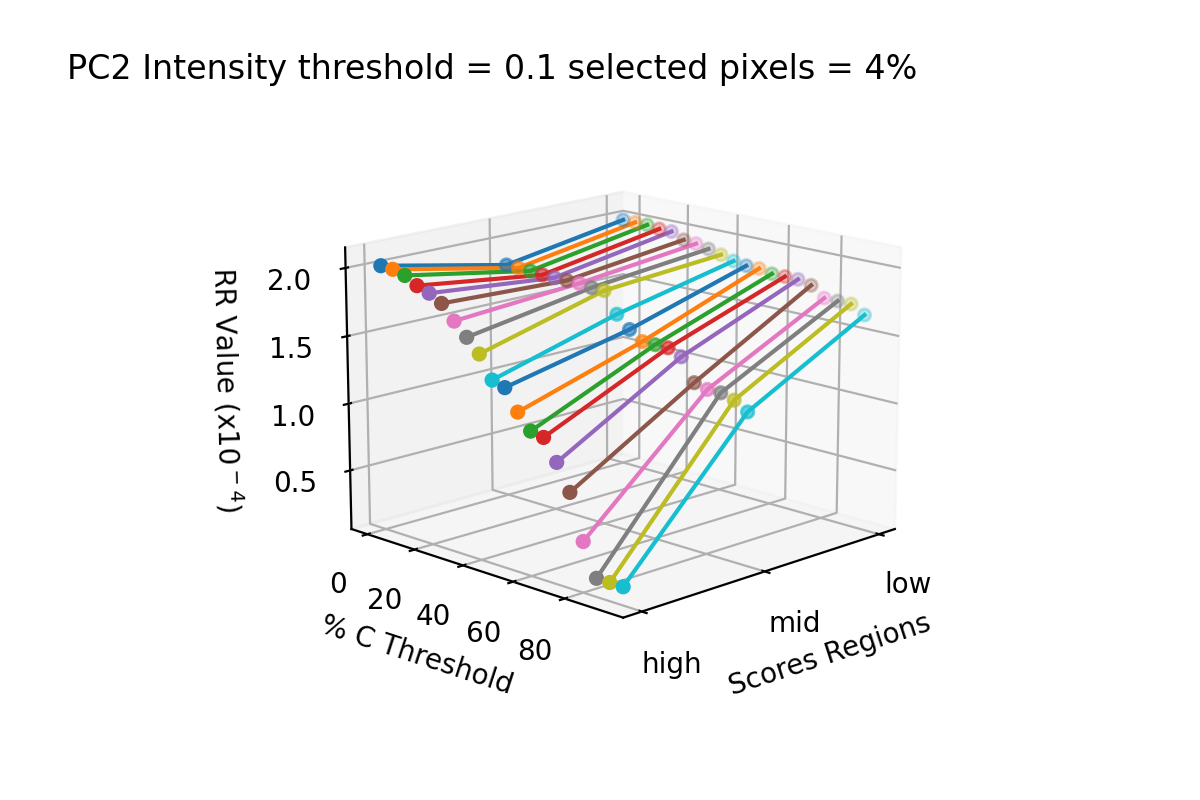 PC2 Intensity threshold = 0.1 selected pixels = 4%
2.0
1.5
1.0
0.5
RR Value (x10⁻⁴)
0
20
40
60
80
% C Threshold
high
mid
low
Scores Regions